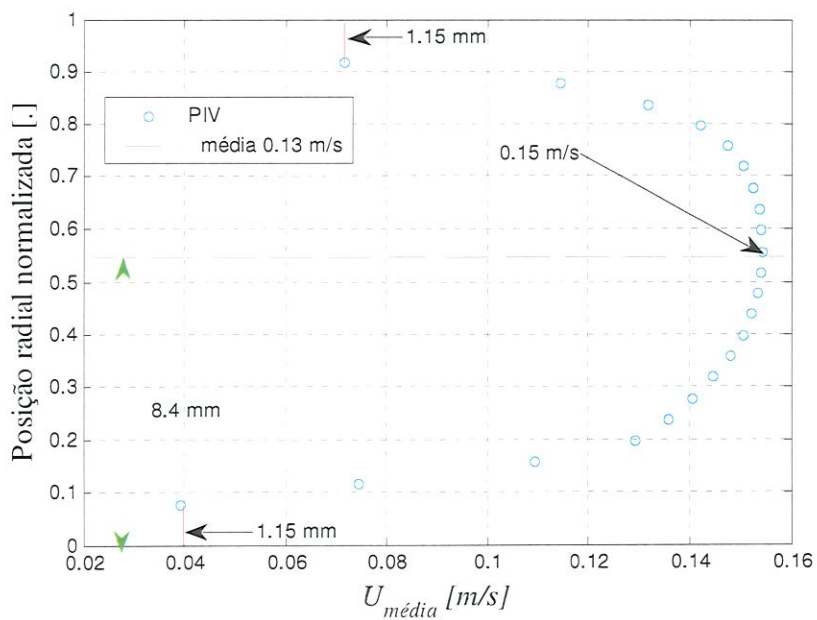 1
0.9
0.8
0.7
0.6
0.5
0.4
0.3
0.2
0.1
0
Posição radial normalizada [.]
1.15 mm
PIV
média 0.13 m/s
0.15 m/s
8.4 mm
1.15 mm
0.02
0.04
0.06
0.08
0.1
0.12
0.14
0.16
U média [m/s]